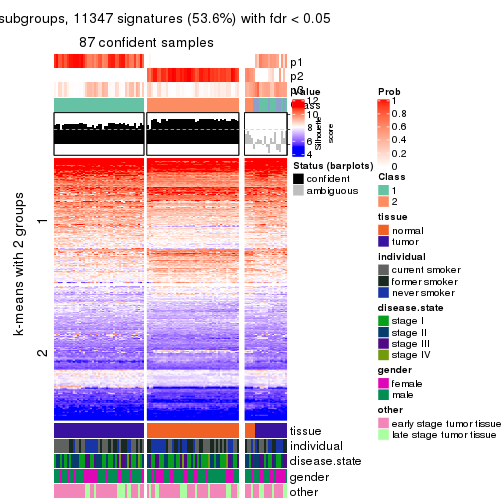 subgroups, 11347 signatures (53.6%) with fdr < 0.05
87 confident samples
p1
p2
p3
Class
k-means with 2 groups
1
2
tissue
individual
disease.state
gender
other
Value
12
10
8
6
4
Silhouette
score
Status (barplots)
confident
ambiguous
Prob
1
0.8
0.6
0.4
0.2
0
Class
1
2
tissue
normal
tumor
individual
current smoker
former smoker
never smoker
disease.state
stage I
stage II
stage III
stage IV
gender
female
male
other
early stage tumor tissue
late stage tumor tissue